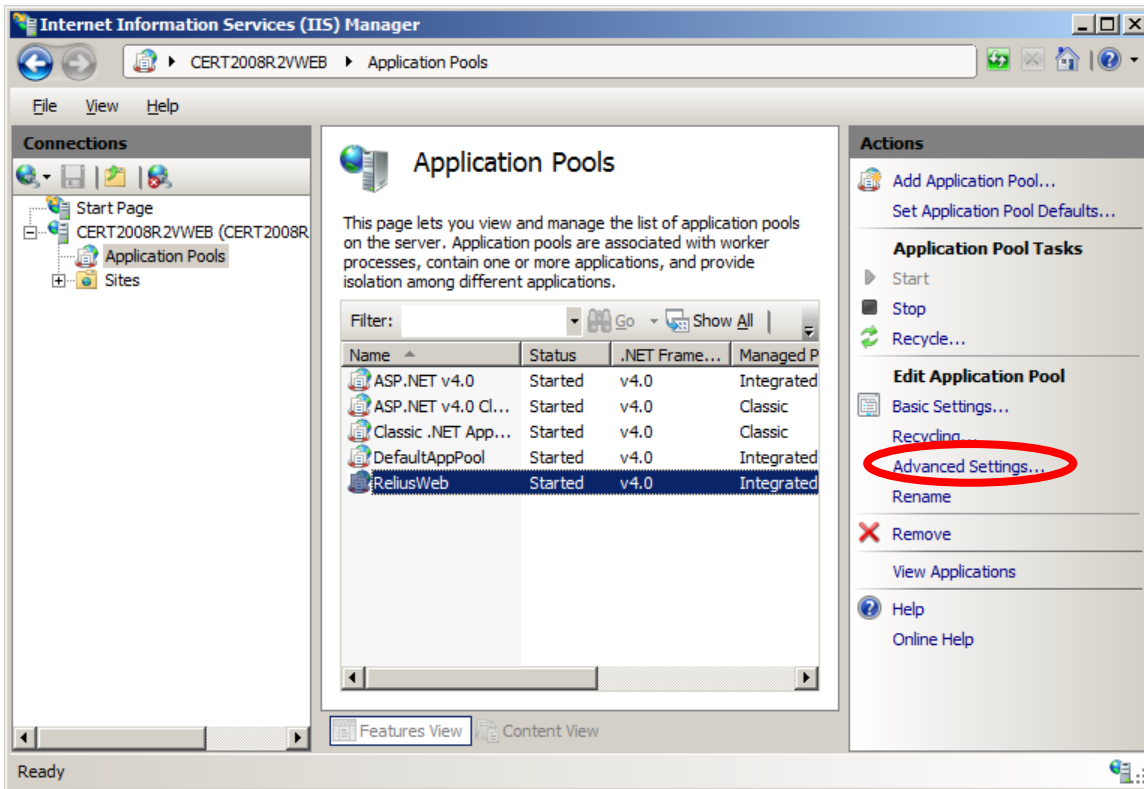 Internet Information Services (IIS) Manager
CERT2008R2VWEB Application Pools
File View Help
Connections
Start Page
CERT2008R2VWEB (CERT2008R
Application Pools
Sites
Application Pools
This page lets you view and manage the list of application pools
on the server. Application pools are associated with worker
processes, contain one or more applications, and provide
isolation among different applications.
Filter: Go Show All
Name Status .NET Frame... Managed P
ASP.NET v4.0 Started v4.0 Integrated
ASP.NET v4.0 Cl... Started v4.0 Classic
Classic .NET App... Started v4.0 Classic
DefaultAppPool Started v4.0 Integrated
ReliusWeb Started v4.0 Integrated
Features View Content View
Actions
Add Application Pool...
Set Application Pool Defaults...
Application Pool Tasks
Start
Stop
Recycle...
Edit Application Pool
Basic Settings...
Recycling...
Advanced Settings...
Rename
Remove
View Applications
Help
Online Help
Ready